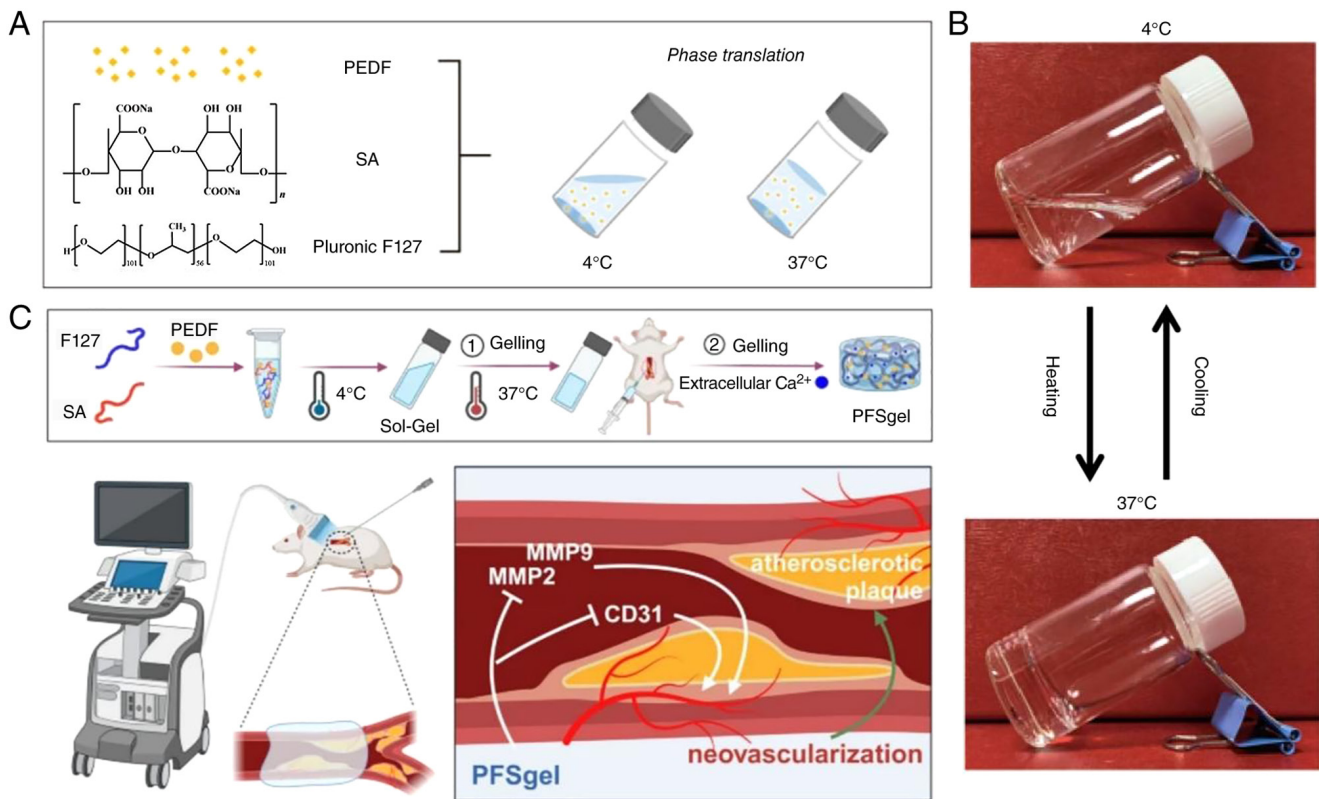 A
PEDF
COONa
OH OH
O
O
O
O
O
OH OH
COONa
n
SA
H
O
101
O
CH₃
56
O
101
OH
Pluronic F127
Phase translation
4°C
37°C
B
4°C
Heating
Cooling
37°C
C
F127
SA
PEDF
4°C
Sol-Gel
1 Gelling
37°C
2 Gelling
Extracellular Ca²⁺
PFSgel
MMP9
MMP2
CD31
atherosclerotic
plaque
neovascularization
PFSgel